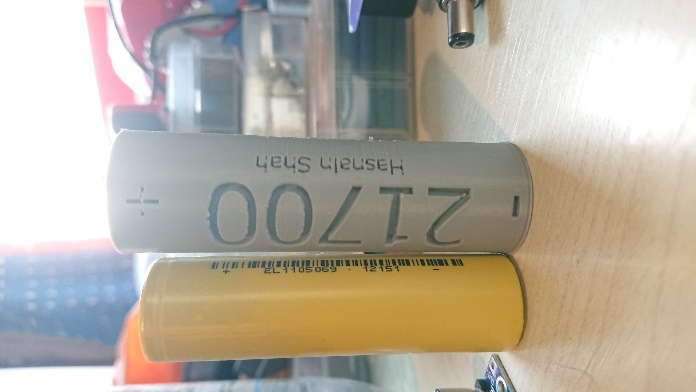 Hasnain Shah
+ 21700 -
EL1105069 · 12151
+ -